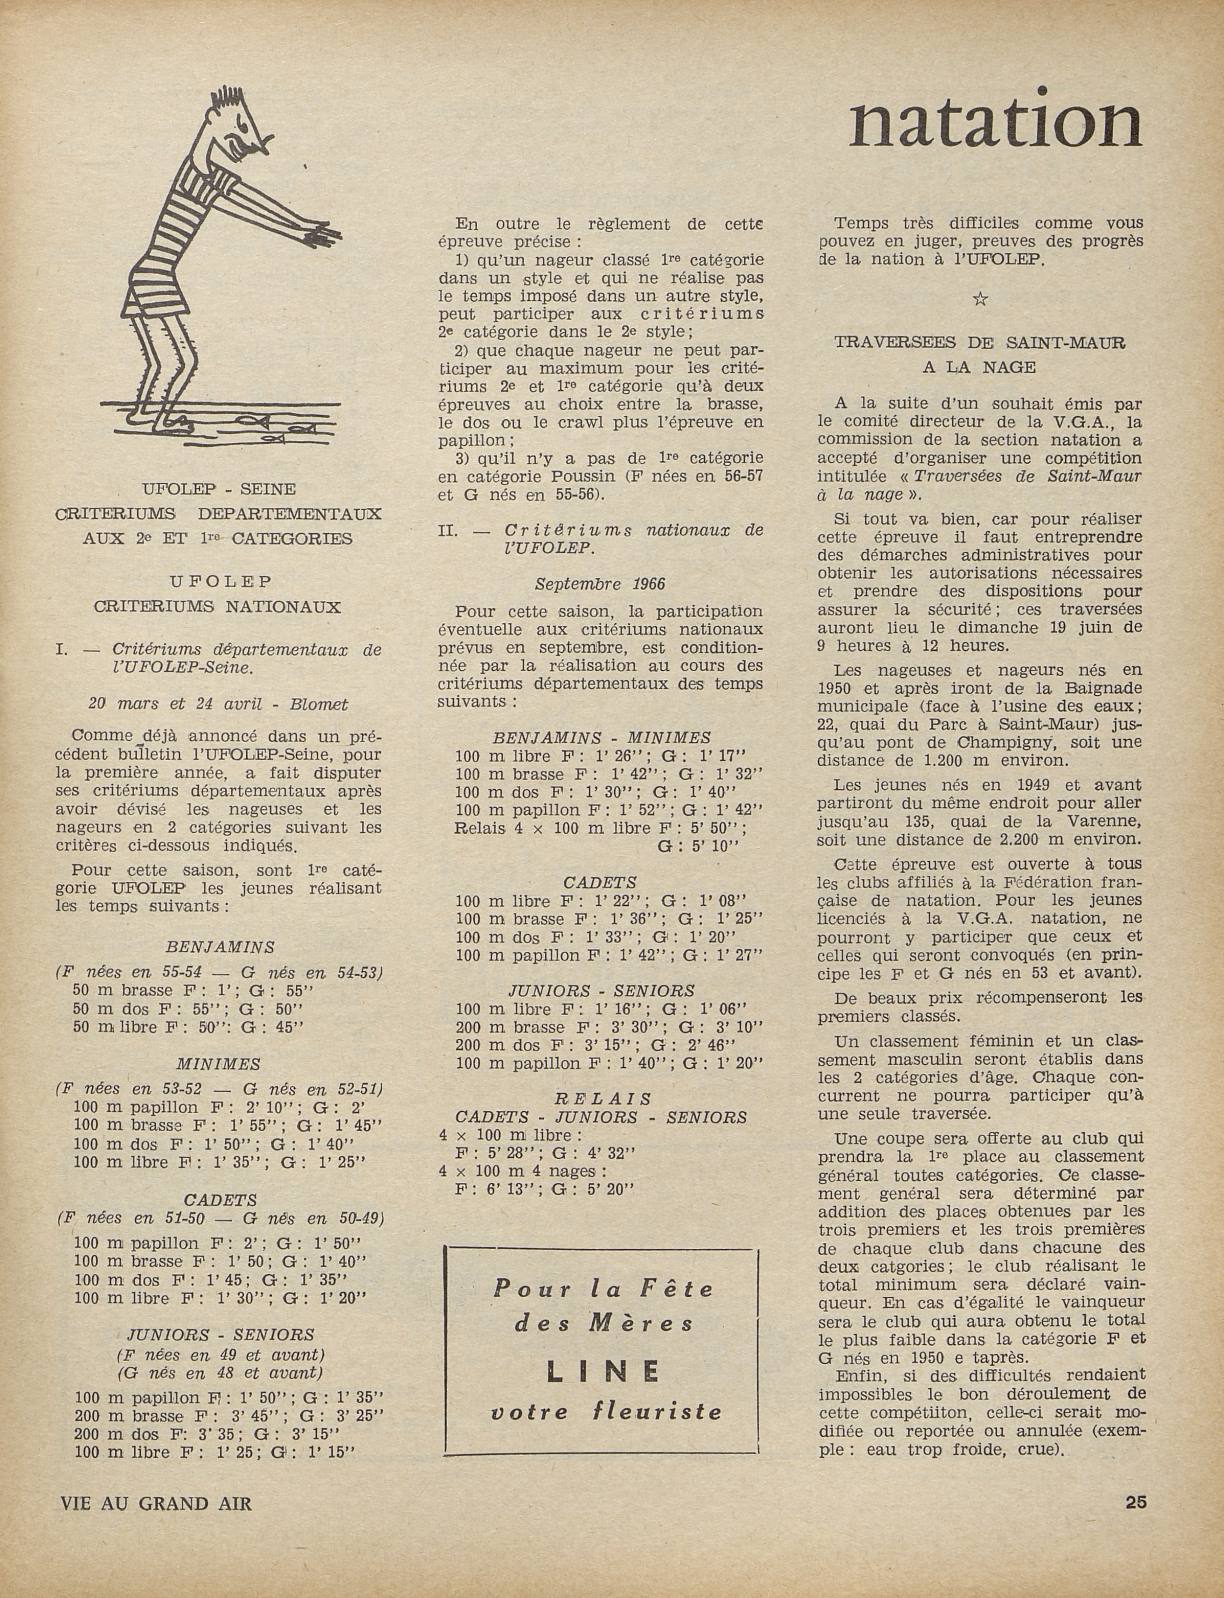 natation
UFOLEP - SEINE
CRITERIUMS DEPARTEMENTAUX
AUX 2e ET 1re CATEGORIES
UFOLEP
CRITERIUMS NATIONAUX
I. — Critériums départementaux de
l'UFOLEP-Seine.
20 mars et 24 avril - Blomet
Comme déjà annoncé dans un pré-
cédent bulletin l'UFOLEP-Seine, pour
la première année, a fait disputer
ses critériums départementaux après
avoir dévisé les nageuses et les
nageurs en 2 catégories suivant les
critères ci-dessous indiqués.
Pour cette saison, sont 1re caté-
gorie UFOLEP les jeunes réalisant
les temps suivants :
BENJAMINS
(F nées en 55-54 — G nés en 54-53)
50 m brasse F : 1' ; G : 55''
50 m dos F : 55'' ; G : 50''
50 m libre F : 50'': G : 45''
MINIMES
(F nées en 53-52 — G nés en 52-51)
100 m papillon F : 2' 10'' ; G : 2'
100 m brasse F : 1' 55'' ; G : 1' 45''
100 m dos F : 1' 50'' ; G : 1' 40''
100 m libre F : 1' 35'' ; G : 1' 25''
CADETS
(F nées en 51-50 — G nés en 50-49)
100 m papillon F : 2' ; G : 1' 50''
100 m brasse F : 1' 50 ; G : 1' 40''
100 m dos F : 1' 45 ; G : 1' 35''
100 m libre F : 1' 30'' ; G : 1' 20''
JUNIORS - SENIORS
(F nées en 49 et avant)
(G nés en 48 et avant)
100 m papillon F : 1' 50'' ; G : 1' 35''
200 m brasse F : 3' 45'' ; G : 3' 25''
200 m dos F: 3' 35 ; G : 3' 15''
100 m libre F : 1' 25 ; G : 1' 15''
En outre le règlement de cette
épreuve précise :
1) qu'un nageur classé 1re catégorie
dans un style et qui ne réalise pas
le temps imposé dans un autre style,
peut participer aux critériums
2e catégorie dans le 2e style ;
2) que chaque nageur ne peut par-
ticiper au maximum pour les crité-
riums 2e et 1re catégorie qu'à deux
épreuves au choix entre la brasse,
le dos ou le crawl plus l'épreuve en
papillon ;
3) qu'il n'y a pas de 1re catégorie
en catégorie Poussin (F nées en 56-57
et G nés en 55-56).
II. — Critériums nationaux de
l'UFOLEP.
Septembre 1966
Pour cette saison, la participation
éventuelle aux critériums nationaux
prévus en septembre, est condition-
née par la réalisation au cours des
critériums départementaux des temps
suivants :
BENJAMINS - MINIMES
100 m libre F : 1' 26'' ; G : 1' 17''
100 m brasse F : 1' 42'' ; G : 1' 32''
100 m dos F : 1' 30'' ; G : 1' 40''
100 m papillon F : 1' 52'' ; G : 1' 42''
Relais 4 × 100 m libre F : 5' 50'' ;
G : 5' 10''
CADETS
100 m libre F : 1' 22'' ; G : 1' 08''
100 m brasse F : 1' 36'' ; G : 1' 25''
100 m dos F : 1' 33'' ; G : 1' 20''
100 m papillon F : 1' 42'' ; G : 1' 27''
JUNIORS - SENIORS
100 m libre F : 1' 16'' ; G : 1' 06''
200 m brasse F : 3' 30'' ; G : 3' 10''
200 m dos F : 3' 15'' ; G : 2' 46''
100 m papillon F : 1' 40'' ; G : 1' 20''
RELAIS
CADETS - JUNIORS - SENIORS
4 × 100 m libre :
F : 5' 28'' ; G : 4' 32''
4 × 100 m 4 nages :
F : 6' 13'' ; G : 5' 20''
Pour la Fête
des Mères
LINE
votre fleuriste
Temps très difficiles comme vous
pouvez en juger, preuves des progrès
de la nation à l'UFOLEP.
☆
TRAVERSEES DE SAINT-MAUR
A LA NAGE
A la suite d'un souhait émis par
le comité directeur de la V.G.A., la
commission de la section natation a
accepté d'organiser une compétition
intitulée « Traversées de Saint-Maur
à la nage ».
Si tout va bien, car pour réaliser
cette épreuve il faut entreprendre
des démarches administratives pour
obtenir les autorisations nécessaires
et prendre des dispositions pour
assurer la sécurité ; ces traversées
auront lieu le dimanche 19 juin de
9 heures à 12 heures.
Les nageuses et nageurs nés en
1950 et après iront de la Baignade
municipale (face à l'usine des eaux ;
22, quai du Parc à Saint-Maur) jus-
qu'au pont de Champigny, soit une
distance de 1.200 m environ.
Les jeunes nés en 1949 et avant
partiront du même endroit pour aller
jusqu'au 135, quai de la Varenne,
soit une distance de 2.200 m environ.
Cette épreuve est ouverte à tous
les clubs affiliés à la Fédération fran-
çaise de natation. Pour les jeunes
licenciés à la V.G.A. natation, ne
pourront y participer que ceux et
celles qui seront convoqués (en prin-
cipe les F et G nés en 53 et avant).
De beaux prix récompenseront les
premiers classés.
Un classement féminin et un clas-
sement masculin seront établis dans
les 2 catégories d'âge. Chaque con-
current ne pourra participer qu'à
une seule traversée.
Une coupe sera offerte au club qui
prendra la 1re place au classement
général toutes catégories. Ce classe-
ment genéral sera déterminé par
addition des places obtenues par les
trois premiers et les trois premières
de chaque club dans chacune des
deux catgories ; le club réalisant le
total minimum sera déclaré vain-
queur. En cas d'égalité le vainqueur
sera le club qui aura obtenu le total
le plus faible dans la catégorie F et
G nés en 1950 e taprès.
Enfin, si des difficultés rendaient
impossibles le bon déroulement de
cette compétiiton, celle-ci serait mo-
difiée ou reportée ou annulée (exem-
ple : eau trop froide, crue).
VIE AU GRAND AIR
25